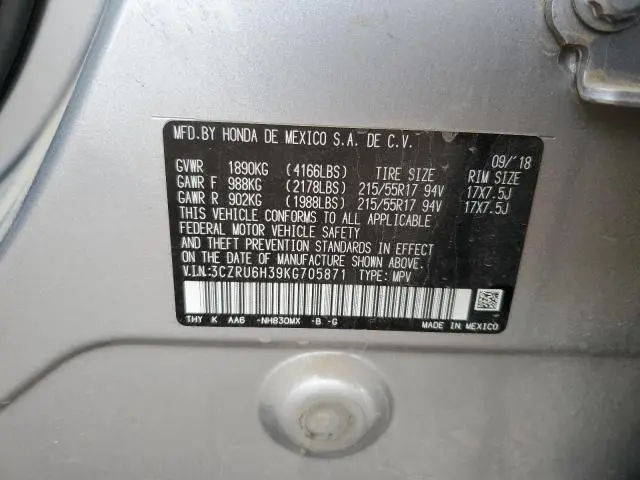 MFD.BY HONDA DE MEXICO S.A. DE C.V. 09/'18
GVWR 1890KG (4166LBS) TIRE SIZE RIM SIZE
GAWR F 988KG (2178LBS) 215/55R17 94V 17X7.5J
GAWR R 902KG (1988LBS) 215/55R17 94V 17X7.5J
THIS VEHICLE CONFORMS TO ALL APPLICABLE
FEDERAL MOTOR VEHICLE SAFETY BUMPER,
AND THEFT PREVENTION STANDARDS IN EFFECT
ON THE DATE OF MANUFACTURE SHOWN ABOVE.
V.I.N:3CZRU6H39KG705871 TYPE: MPV
THY K AA6 -NH830MX -B -G MADE IN MEXICO